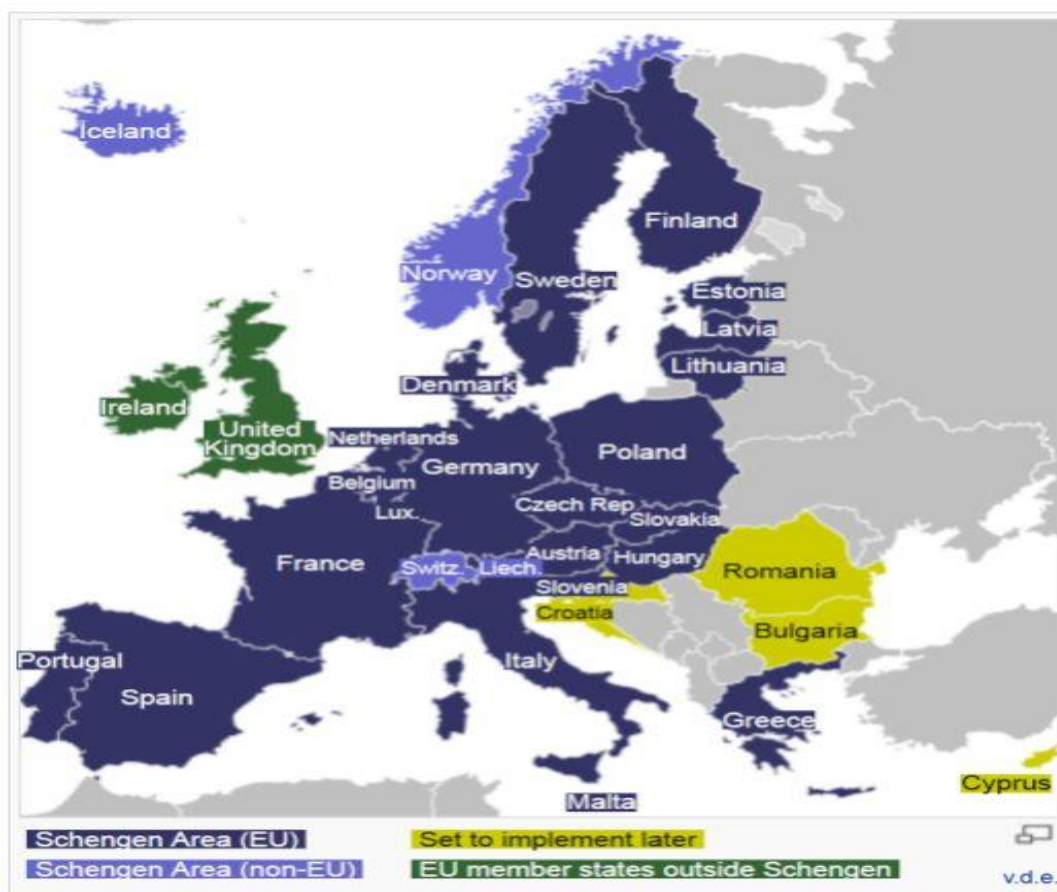 Iceland
Finland
Norway
Sweden
Estonia
Latvia
Lithuania
Denmark
Ireland
United
Kingdom
Netherlands
Germany
Poland
Belgium
Lux.
Czech Rep
Slovakia
France
Switz.
Liech.
Austria
Hungary
Slovenia
Croatia
Romania
Bulgaria
Portugal
Spain
Italy
Greece
Cyprus
Malta
Schengen Area (EU)
Set to implement later
Schengen Area (non-EU)
EU member states outside Schengen
v.d.e.